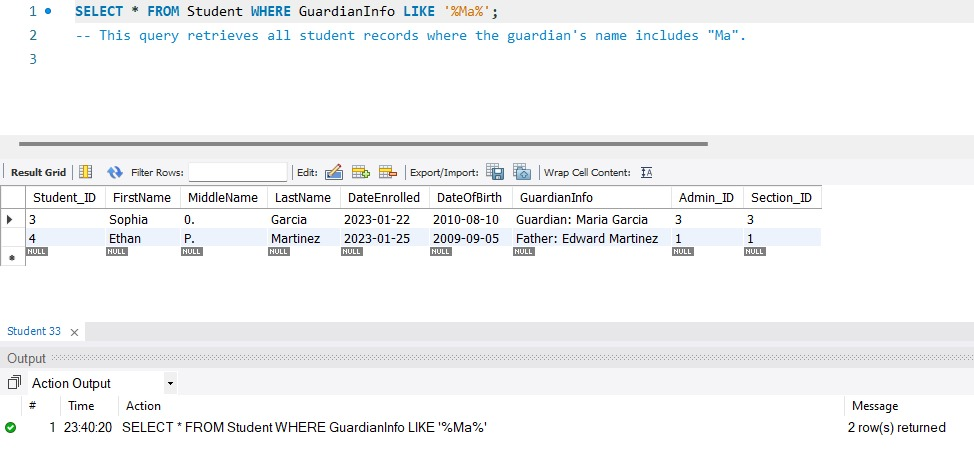 1 SELECT * FROM Student WHERE GuardianInfo LIKE '%Ma%';
2 -- This query retrieves all student records where the guardian's name includes "Ma".
3
Result Grid Filter Rows: Edit: Export/Import: Wrap Cell Content:
Student_ID FirstName MiddleName LastName DateEnrolled DateOfBirth GuardianInfo Admin_ID Section_ID
3 Sophia 0. Garcia 2023-01-22 2010-08-10 Guardian: Maria Garcia 3 3
4 Ethan P. Martinez 2023-01-25 2009-09-05 Father: Edward Martinez 1 1
NULL NULL NULL NULL NULL NULL NULL NULL NULL
Student 33
Output
Action Output
# Time Action Message
1 23:40:20 SELECT * FROM Student WHERE GuardianInfo LIKE '%Ma%' 2 row(s) returned